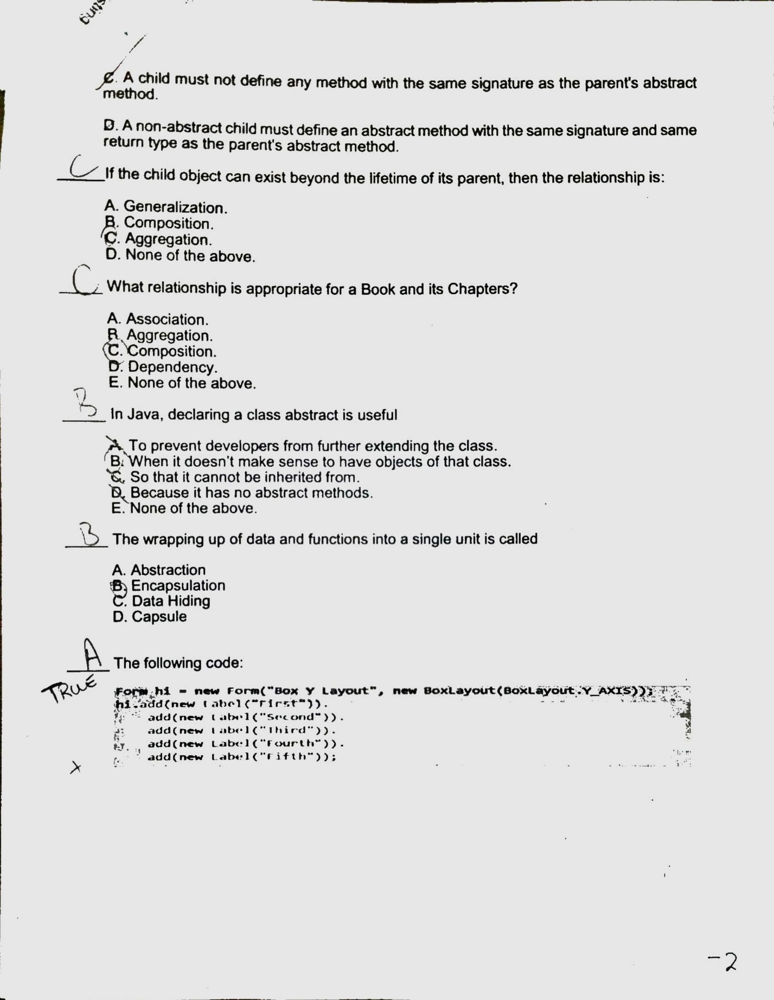 C. A child must not define any method with the same signature as the parent's abstract
method.
D. A non-abstract child must define an abstract method with the same signature and same
return type as the parent's abstract method.
C If the child object can exist beyond the lifetime of its parent, then the relationship is:
A. Generalization.
B. Composition.
C. Aggregation.
D. None of the above.
C What relationship is appropriate for a Book and its Chapters?
A. Association.
B. Aggregation.
C. Composition.
D. Dependency.
E. None of the above.
B In Java, declaring a class abstract is useful
A. To prevent developers from further extending the class.
B. When it doesn't make sense to have objects of that class.
C. So that it cannot be inherited from.
D. Because it has no abstract methods.
E. None of the above.
B The wrapping up of data and functions into a single unit is called
A. Abstraction
B. Encapsulation
C. Data Hiding
D. Capsule
A The following code:
TRUE
Form hi = new Form("Box Y Layout", new BoxLayout(BoxLayout.Y_AXIS));
hi.add(new Label("First")).
add(new Label("Second")).
add(new Label("Third")).
add(new Label("Fourth")).
add(new Label("Fifth"));
X
-2